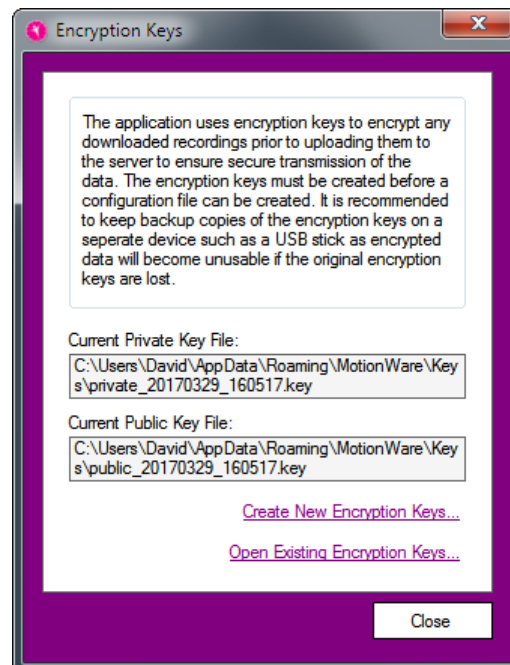 Encryption Keys
The application uses encryption keys to encrypt any
downloaded recordings prior to uploading them to
the server to ensure secure transmission of the
data. The encryption keys must be created before a
configuration file can be created. It is recommended
to keep backup copies of the encryption keys on a
seperate device such as a USB stick as encrypted
data will become unusable if the original encryption
keys are lost.
Current Private Key File:
C:\Users\David\AppData\Roaming\MotionWare\Key
s\private_20170329_160517.key
Current Public Key File:
C:\Users\David\AppData\Roaming\MotionWare\Key
s\public_20170329_160517.key
Create New Encryption Keys...
Open Existing Encryption Keys...
Close